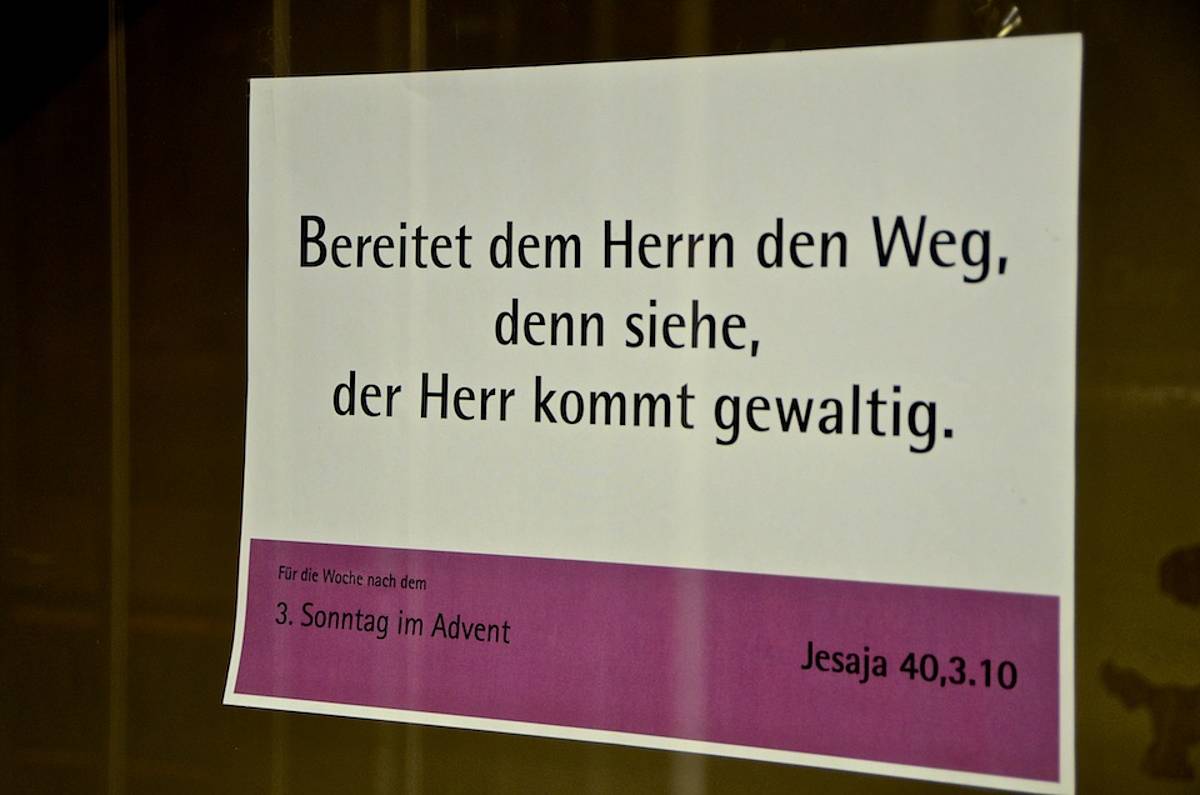 Bereitet dem Herrn den Weg,
denn siehe,
der Herr kommt gewaltig.
Für die Woche nach dem
3. Sonntag im Advent
Jesaja 40,3.10